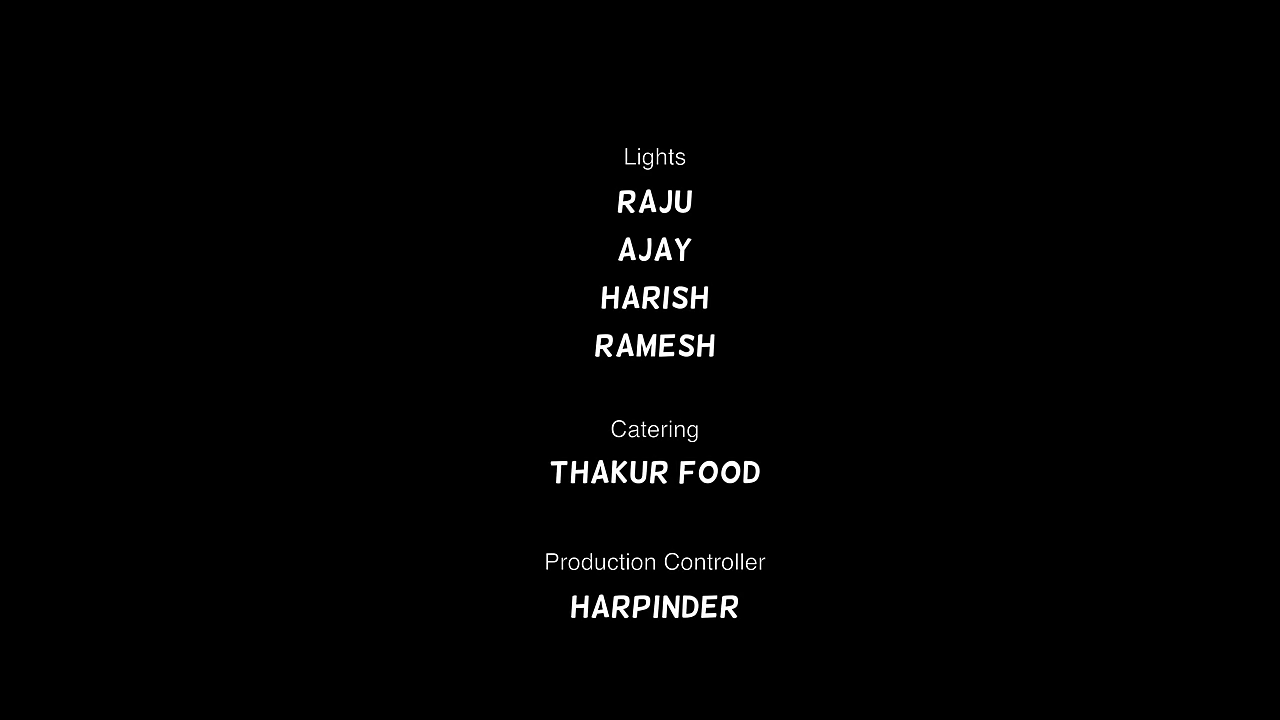 Lights
RAJU
AJAY
HARISH
RAMESH
Catering
THAKUR FOOD
Production Controller
HARPINDER